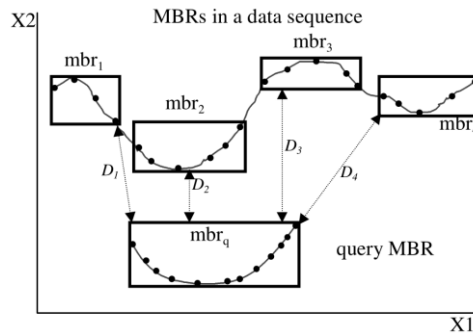 X2
MBRs in a data sequence
mbr3
mbr1
mbr2
mbr
D3
D1
D2
D4
mbrq
query MBR
X1